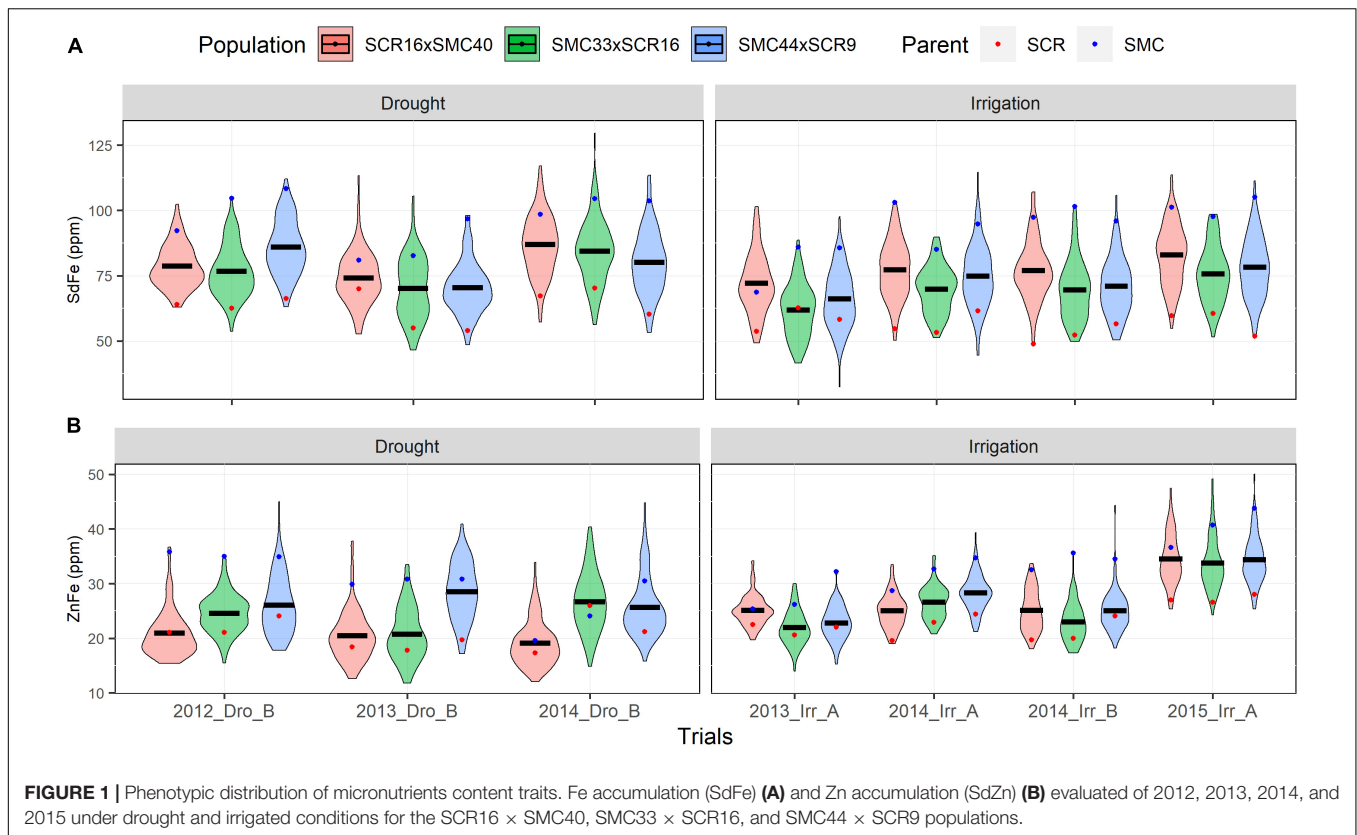 A
Population SCR16xSMC40 SMC33xSCR16 SMC44xSCR9 Parent SCR SMC
Drought Irrigation
SdFe (ppm)
125
100
75
50
B
Drought Irrigation
ZnFe (ppm)
50
40
30
20
10
2012_Dro_B 2013_Dro_B 2014_Dro_B 2013_Irr_A 2014_Irr_A 2014_Irr_B 2015_Irr_A
Trials
FIGURE 1 | Phenotypic distribution of micronutrients content traits. Fe accumulation (SdFe) (A) and Zn accumulation (SdZn) (B) evaluated of 2012, 2013, 2014, and
2015 under drought and irrigated conditions for the SCR16 × SMC40, SMC33 × SCR16, and SMC44 × SCR9 populations.